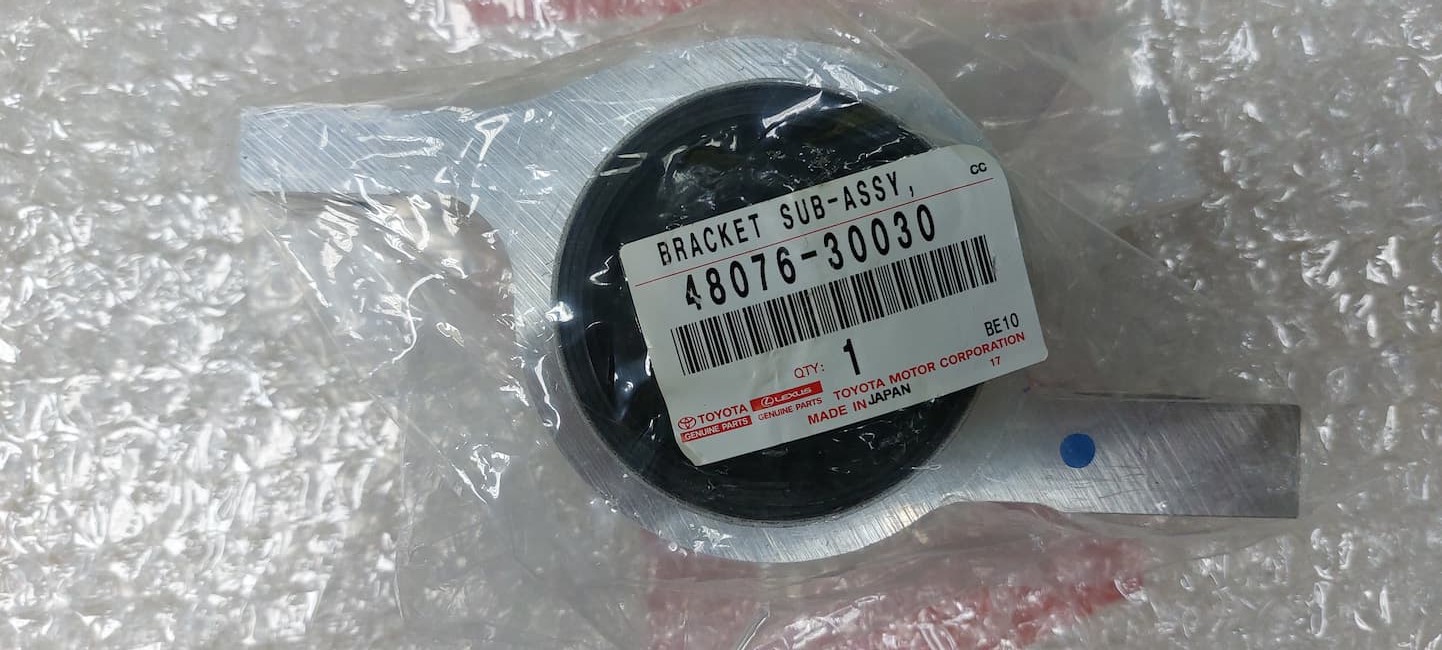 CC
BRACKET SUB-ASSY,
48076-30030
BE10
QTY: 1
TOYOTA LEXUS TOYOTA MOTOR CORPORATION
GENUINE PARTS GENUINE PARTS MADE IN JAPAN 17